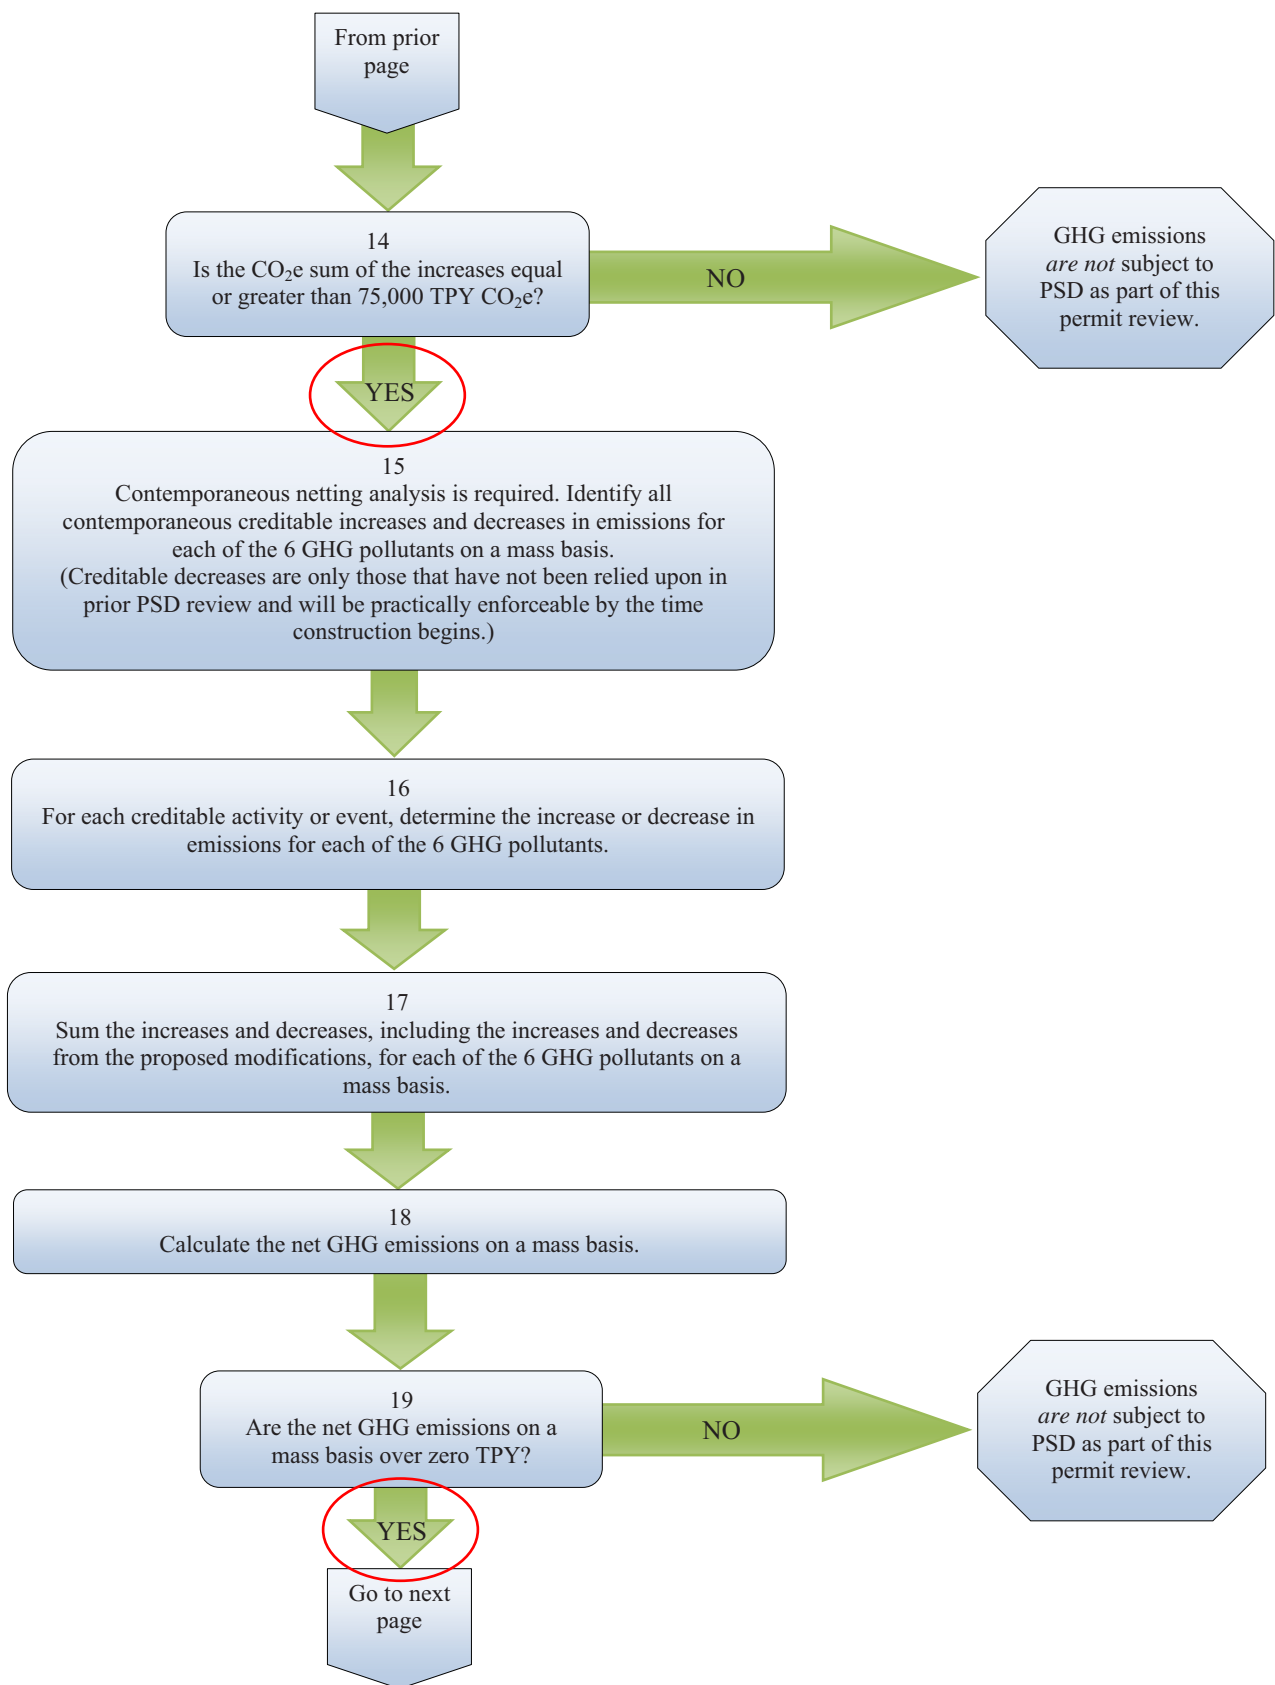 From prior
page
14
Is the CO₂e sum of the increases equal
or greater than 75,000 TPY CO₂e?
NO
GHG emissions
are not subject to
PSD as part of this
permit review.
YES
15
Contemporaneous netting analysis is required. Identify all
contemporaneous creditable increases and decreases in emissions for
each of the 6 GHG pollutants on a mass basis.
(Creditable decreases are only those that have not been relied upon in
prior PSD review and will be practically enforceable by the time
construction begins.)
16
For each creditable activity or event, determine the increase or decrease in
emissions for each of the 6 GHG pollutants.
17
Sum the increases and decreases, including the increases and decreases
from the proposed modifications, for each of the 6 GHG pollutants on a
mass basis.
18
Calculate the net GHG emissions on a mass basis.
19
Are the net GHG emissions on a
mass basis over zero TPY?
NO
GHG emissions
are not subject to
PSD as part of this
permit review.
YES
Go to next
page